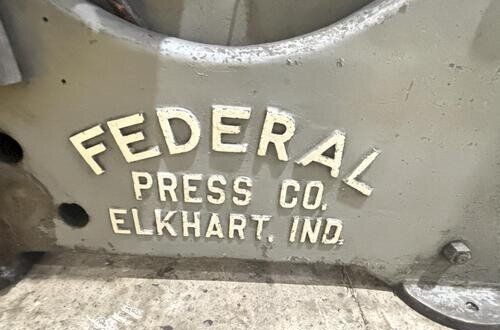 FEDERAL
PRESS CO.
ELKHART, IND.